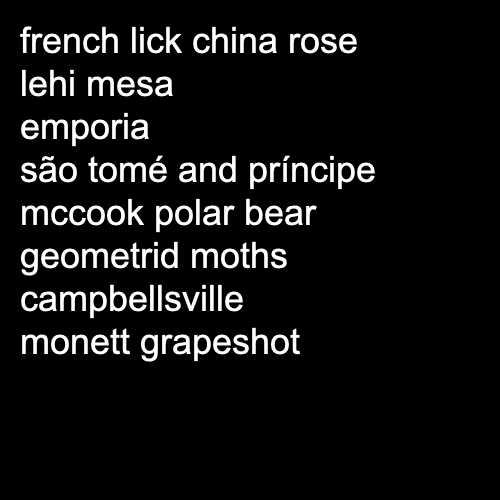 french lick china rose
lehi mesa
emporia
são tomé and príncipe
mccook polar bear
geometrid moths
campbellsville
monett grapeshot